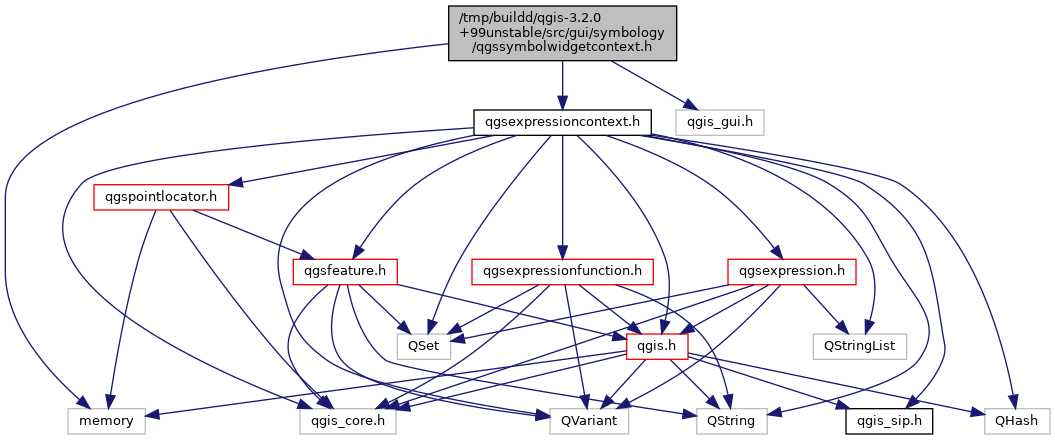 /tmp/buildd/qgis-3.2.0
+99unstable/src/gui/symbology
/qgssymbolwidgetcontext.h
qgsexpressioncontext.h
qgis_gui.h
qgspointlocator.h
qgsfeature.h
qgsexpressionfunction.h
qgsexpression.h
QSet
qgis.h
QStringList
memory
qgis_core.h
QVariant
QString
qgis_sip.h
QHash